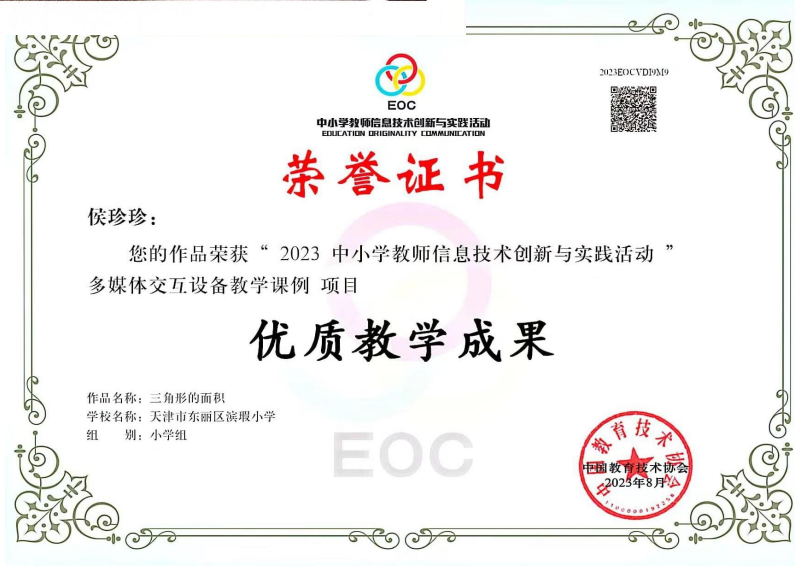 2023EOCVDI9M9
EOC
中小学教师信息技术创新与实践活动
EDUCATION ORIGINALITY COMMUNICATION
荣誉证书
侯珍珍：
您的作品荣获“ 2023 中小学教师信息技术创新与实践活动 ”
多媒体交互设备教学课例 项目
优质教学成果
作品名称：三角形的面积
学校名称：天津市东丽区滨瑕小学
组 别：小学组
EOC
中国教育技术协会
中国教育技术协会
2023年8月